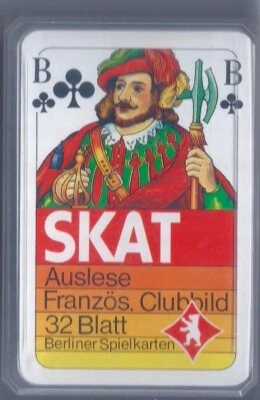 B B
SKAT
Auslese
Französ. Clubbild
32 Blatt
Berliner Spielkarten